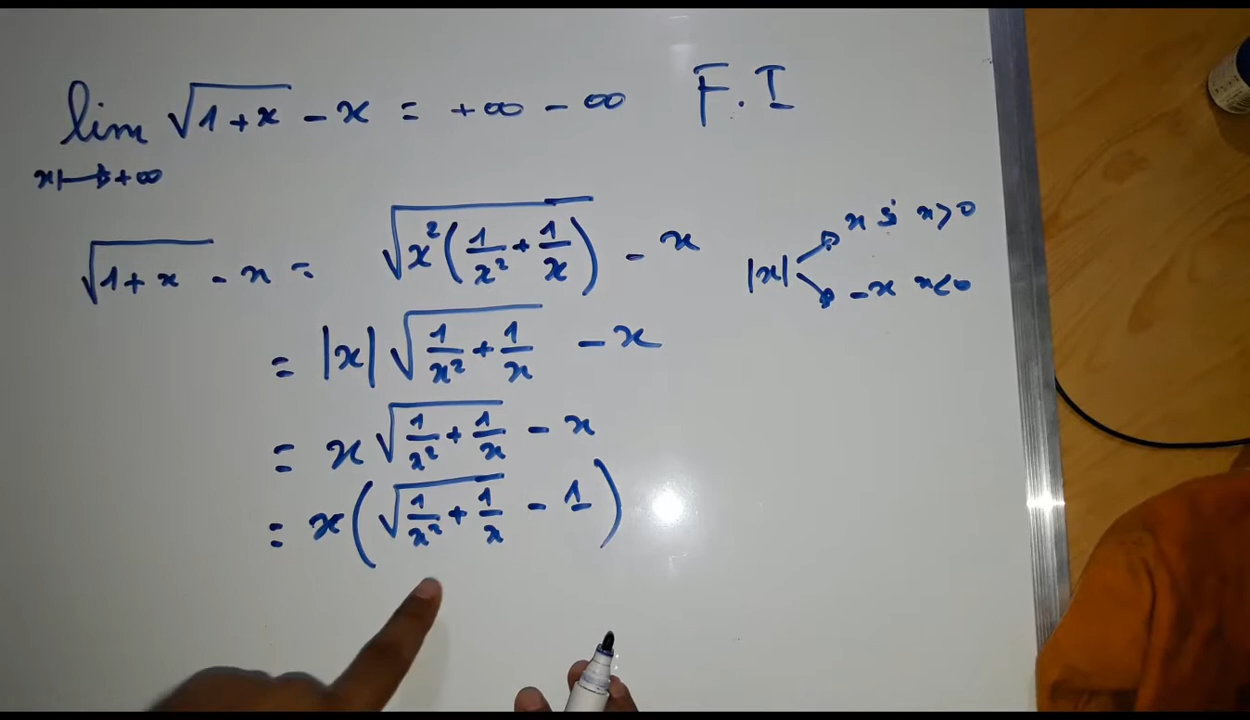 lim √(1+x) - x = +∞ - ∞ F.I
x|→+∞
√(1+x) - x = √(x²(1/x² + 1/x)) - x
|x| → x si x>0
→ -x x<0
= |x| √(1/x² + 1/x) - x
= x √(1/x² + 1/x) - x
= x (√(1/x² + 1/x) - 1)